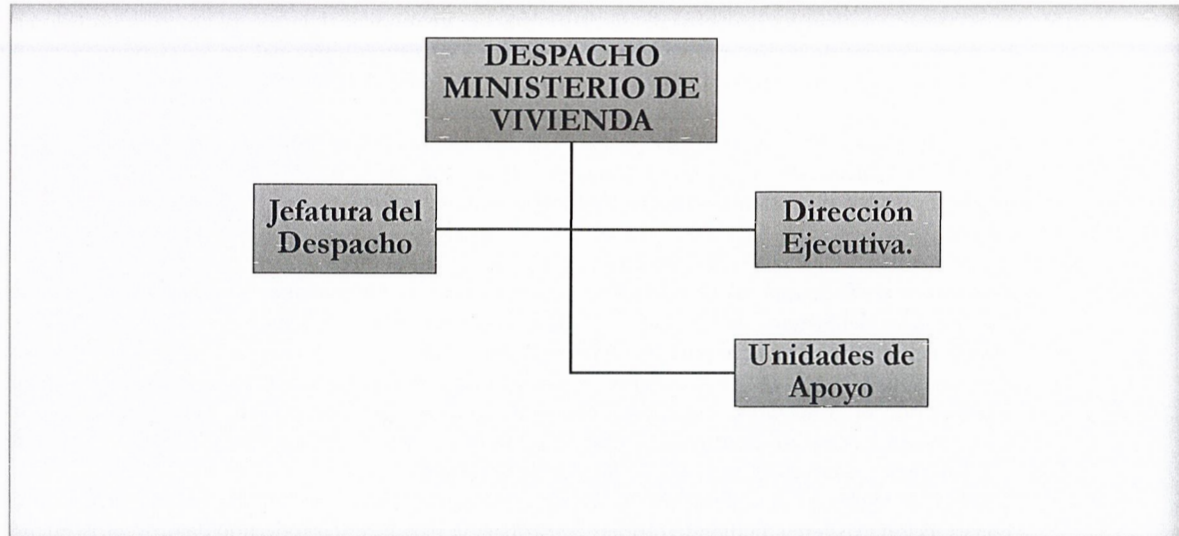 DESPACHO
MINISTERIO DE
VIVIENDA
Jefatura del
Despacho
Dirección
Ejecutiva.
Unidades de
Apoyo